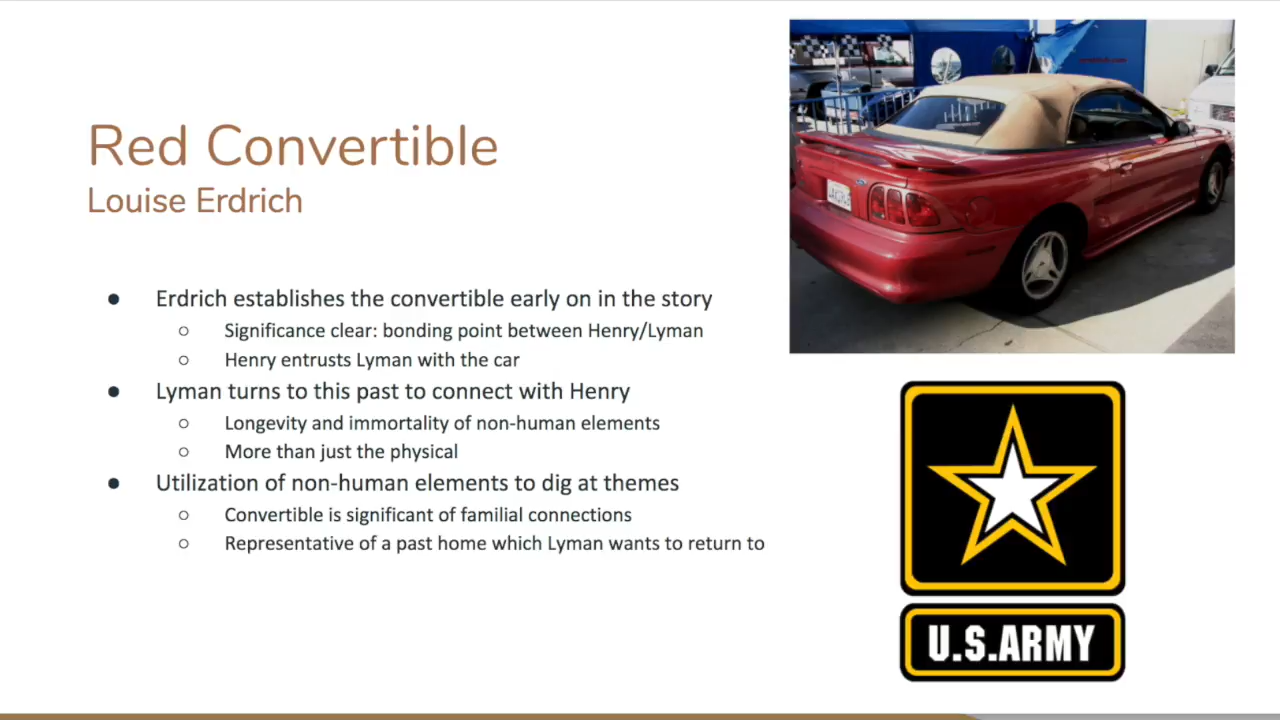 Red Convertible
Louise Erdrich
● Erdrich establishes the convertible early on in the story
○ Significance clear: bonding point between Henry/Lyman
○ Henry entrusts Lyman with the car
● Lyman turns to this past to connect with Henry
○ Longevity and immortality of non-human elements
○ More than just the physical
● Utilization of non-human elements to dig at themes
○ Convertible is significant of familial connections
○ Representative of a past home which Lyman wants to return to
U.S.ARMY